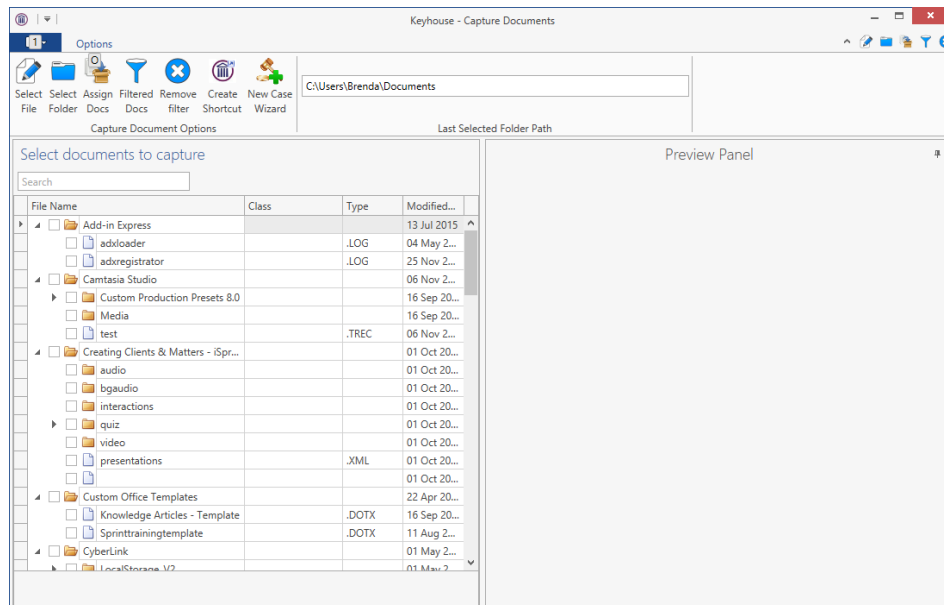 Keyhouse - Capture Documents
1
Options
O
Select File
Select Folder
Assign Docs
Filtered Docs
Remove filter
Create Shortcut
New Case Wizard
Capture Document Options
C:\Users\Brenda\Documents
Last Selected Folder Path
Select documents to capture
Search
Preview Panel
File Name Class Type Modified...
Add-in Express 13 Jul 2015
adxloader .LOG 04 May 2...
adxregistrator .LOG 25 Nov 2...
Camtasia Studio 06 Nov 2...
Custom Production Presets 8.0 16 Sep 20...
Media 16 Sep 20...
test .TREC 06 Nov 2...
Creating Clients & Matters - iSpr... 01 Oct 20...
audio 01 Oct 20...
bgaudio 01 Oct 20...
interactions 01 Oct 20...
quiz 01 Oct 20...
video 01 Oct 20...
presentations .XML 01 Oct 20...
01 Oct 20...
Custom Office Templates 22 Apr 20...
Knowledge Articles - Template .DOTX 16 Sep 20...
Sprinttrainingtemplate .DOTX 11 Aug 2...
CyberLink 01 May 2...
LocalStorage_V2 01 May 2...